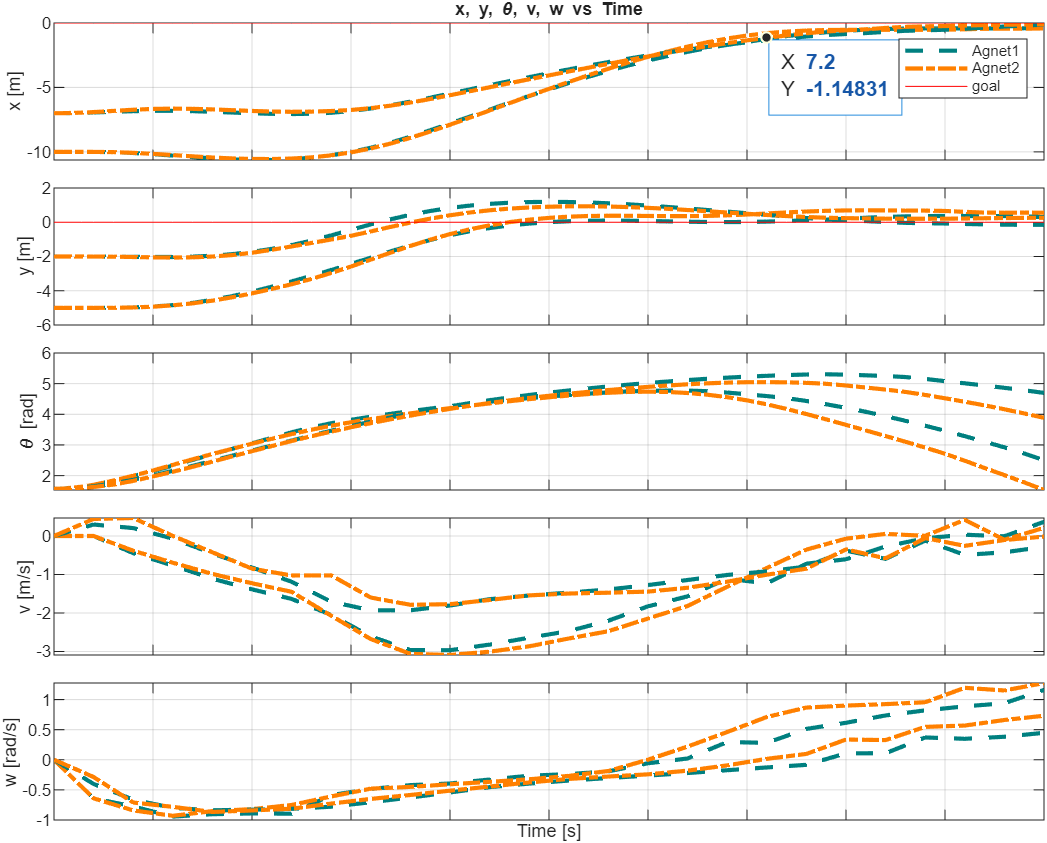 x, y, θ, v, w vs Time
0
-5
-10
x [m]
X 7.2
Y -1.14831
Agnet1
Agnet2
goal
2
0
-2
-4
-6
y [m]
6
5
4
3
2
θ [rad]
0
-1
-2
-3
v [m/s]
1
0.5
0
-0.5
-1
w [rad/s]
Time [s]